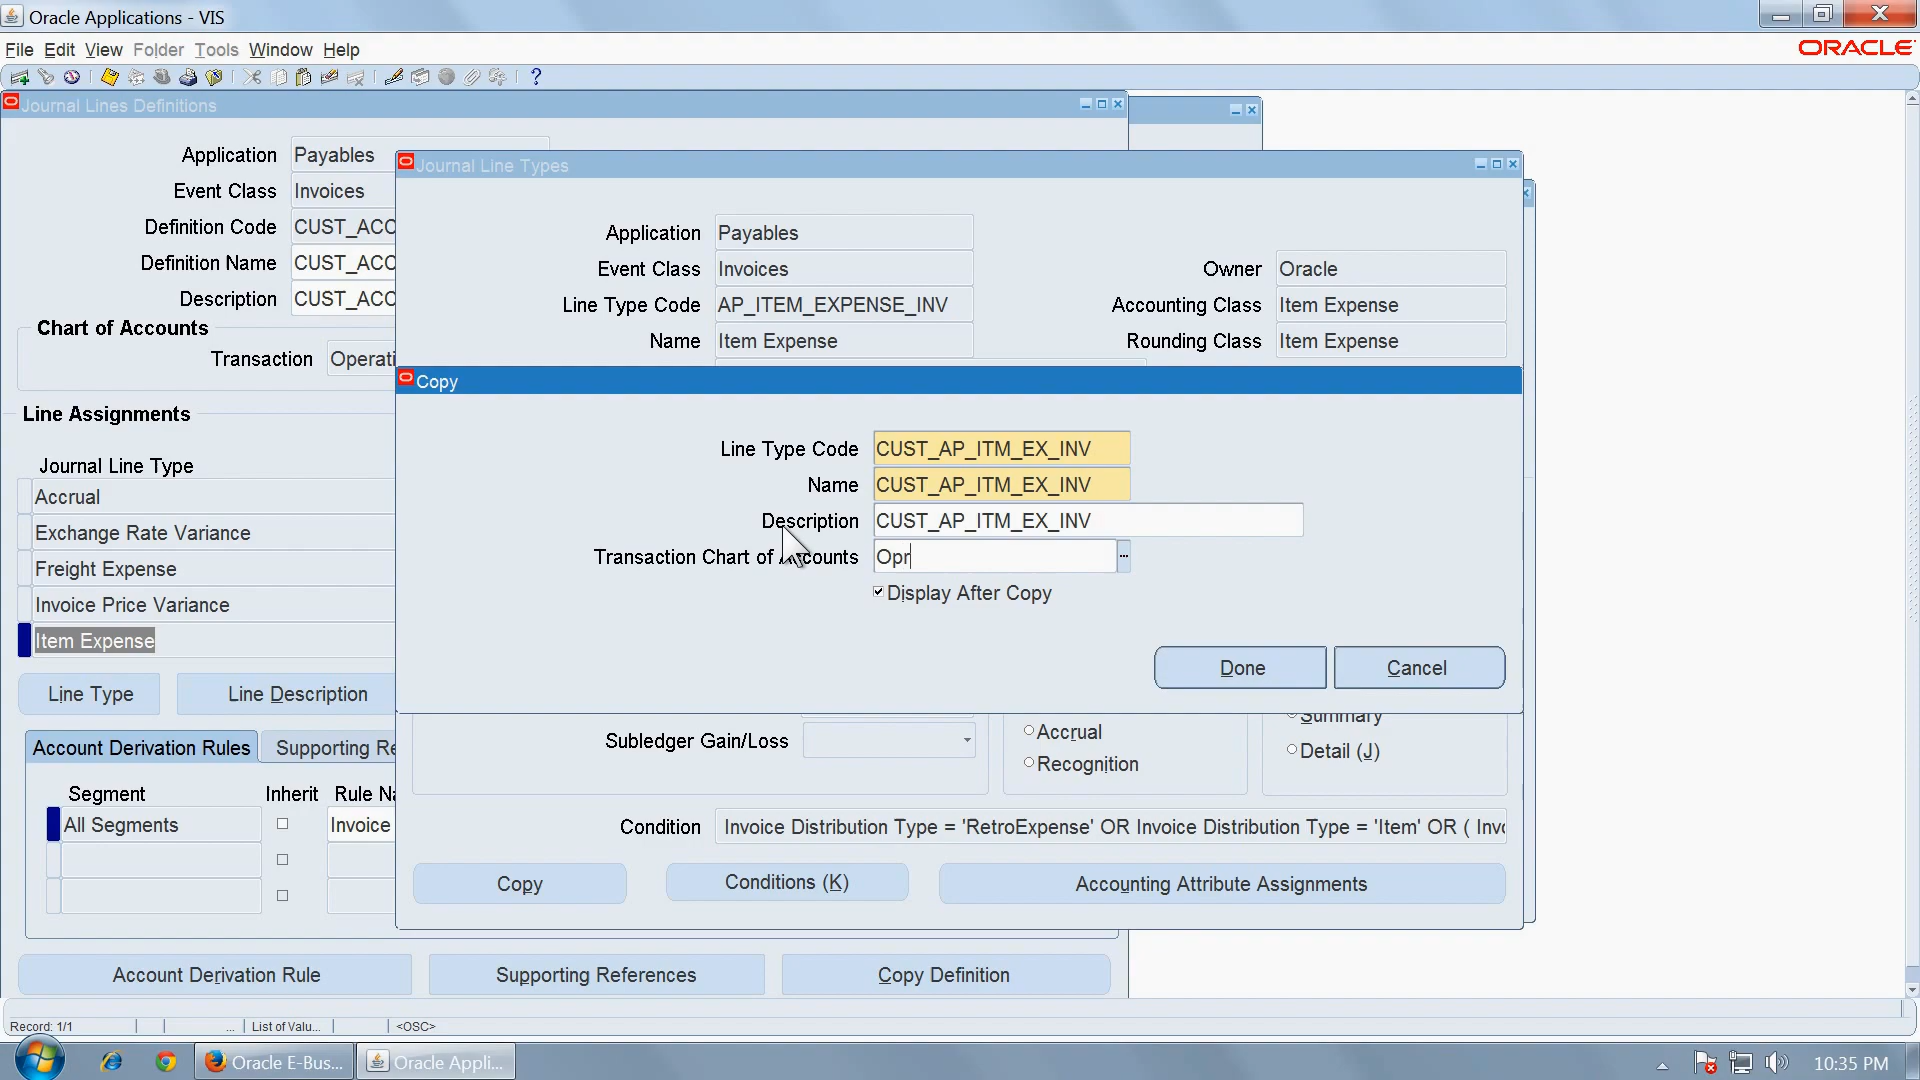 Oracle Applications - VIS
File Edit View Folder Tools Window Help
ORACLE
Journal Lines Definitions
Application Payables
Event Class Invoices
Definition Code CUST_ACC
Definition Name CUST_ACC
Description CUST_ACC
Chart of Accounts
Transaction Operati
Line Assignments
Journal Line Type
Accrual
Exchange Rate Variance
Freight Expense
Invoice Price Variance
Item Expense
Line Type Line Description
Account Derivation Rules Supporting Re
Segment Inherit Rule Na
All Segments Invoice
Account Derivation Rule Supporting References Copy Definition
Journal Line Types
Application Payables
Event Class Invoices Owner Oracle
Line Type Code AP_ITEM_EXPENSE_INV Accounting Class Item Expense
Name Item Expense Rounding Class Item Expense
Copy
Line Type Code CUST_AP_ITM_EX_INV
Name CUST_AP_ITM_EX_INV
Description CUST_AP_ITM_EX_INV
Transaction Chart of Accounts Opr
Display After Copy
Done Cancel
Summary
Subledger Gain/Loss Accrual Detail (J)
Recognition
Condition Invoice Distribution Type = 'RetroExpense' OR Invoice Distribution Type = 'Item' OR ( Invo
Copy Conditions (K) Accounting Attribute Assignments
Record: 1/1 ... List of Valu... <OSC>
Oracle E-Bus... Oracle Appli... 10:35 PM